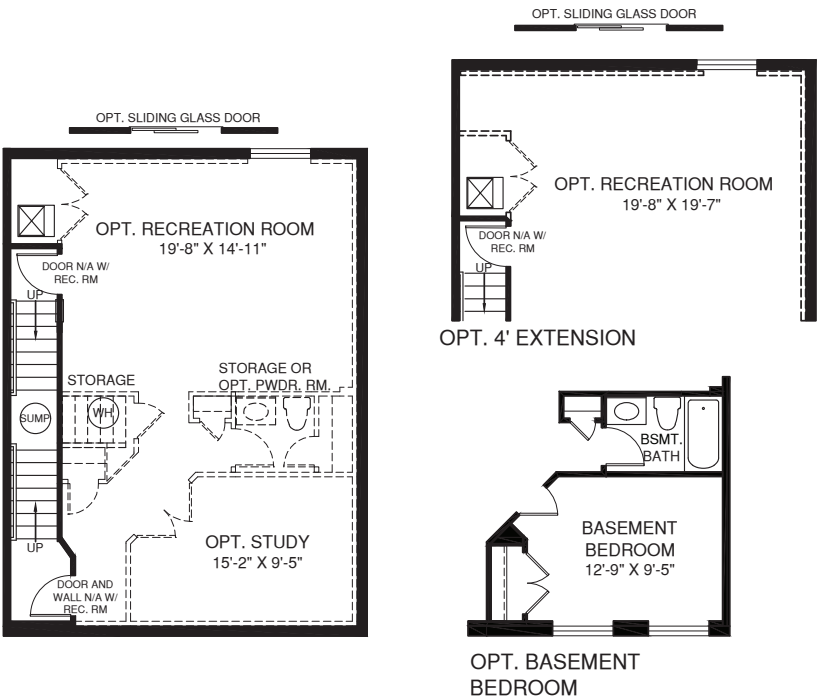 OPT. SLIDING GLASS DOOR
OPT. RECREATION ROOM
19'-8" X 14'-11"
DOOR N/A W/
REC. RM
UP
STORAGE
WH
SUMP
STORAGE OR
OPT. PWDR. RM.
UP
OPT. STUDY
15'-2" X 9'-5"
DOOR AND
WALL N/A W/
REC. RM
OPT. SLIDING GLASS DOOR
OPT. RECREATION ROOM
19'-8" X 19'-7"
DOOR N/A W/
REC. RM
UP
OPT. 4' EXTENSION
BSMT.
BATH
BASEMENT
BEDROOM
12'-9" X 9'-5"
OPT. BASEMENT
BEDROOM